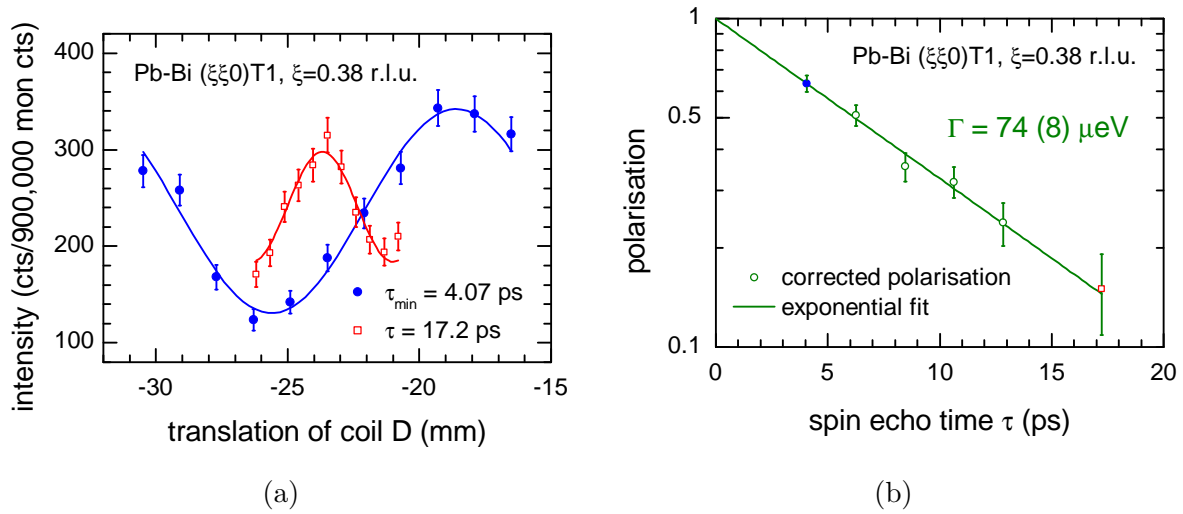 (a)
Pb-Bi (ξξ0)T1, ξ=0.38 r.l.u.
intensity (cts/900,000 mon cts)
400
300
200
100
-30
-25
-20
-15
translation of coil D (mm)
τmin = 4.07 ps
τ = 17.2 ps
(b)
Pb-Bi (ξξ0)T1, ξ=0.38 r.l.u.
Γ = 74 (8) μeV
polarisation
1
0.5
0.1
0
5
10
15
20
spin echo time τ (ps)
corrected polarisation
exponential fit